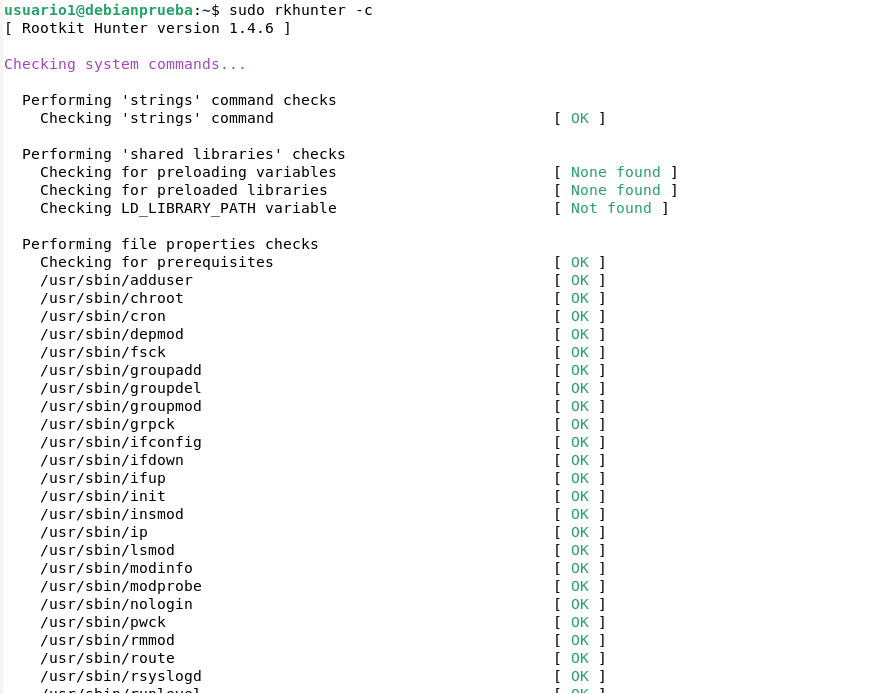 usuario1@debianprueba:~$ sudo rkhunter -c
[ Rootkit Hunter version 1.4.6 ]
Checking system commands...
Performing 'strings' command checks
Checking 'strings' command [ OK ]
Performing 'shared libraries' checks
Checking for preloading variables [ None found ]
Checking for preloaded libraries [ None found ]
Checking LD_LIBRARY_PATH variable [ Not found ]
Performing file properties checks
Checking for prerequisites [ OK ]
/usr/sbin/adduser [ OK ]
/usr/sbin/chroot [ OK ]
/usr/sbin/cron [ OK ]
/usr/sbin/depmod [ OK ]
/usr/sbin/fsck [ OK ]
/usr/sbin/groupadd [ OK ]
/usr/sbin/groupdel [ OK ]
/usr/sbin/groupmod [ OK ]
/usr/sbin/grpck [ OK ]
/usr/sbin/ifconfig [ OK ]
/usr/sbin/ifdown [ OK ]
/usr/sbin/ifup [ OK ]
/usr/sbin/init [ OK ]
/usr/sbin/insmod [ OK ]
/usr/sbin/ip [ OK ]
/usr/sbin/lsmod [ OK ]
/usr/sbin/modinfo [ OK ]
/usr/sbin/modprobe [ OK ]
/usr/sbin/nologin [ OK ]
/usr/sbin/pwck [ OK ]
/usr/sbin/rmmod [ OK ]
/usr/sbin/route [ OK ]
/usr/sbin/rsyslogd [ OK ]
/usr/sbin/runlevel [ OK ]